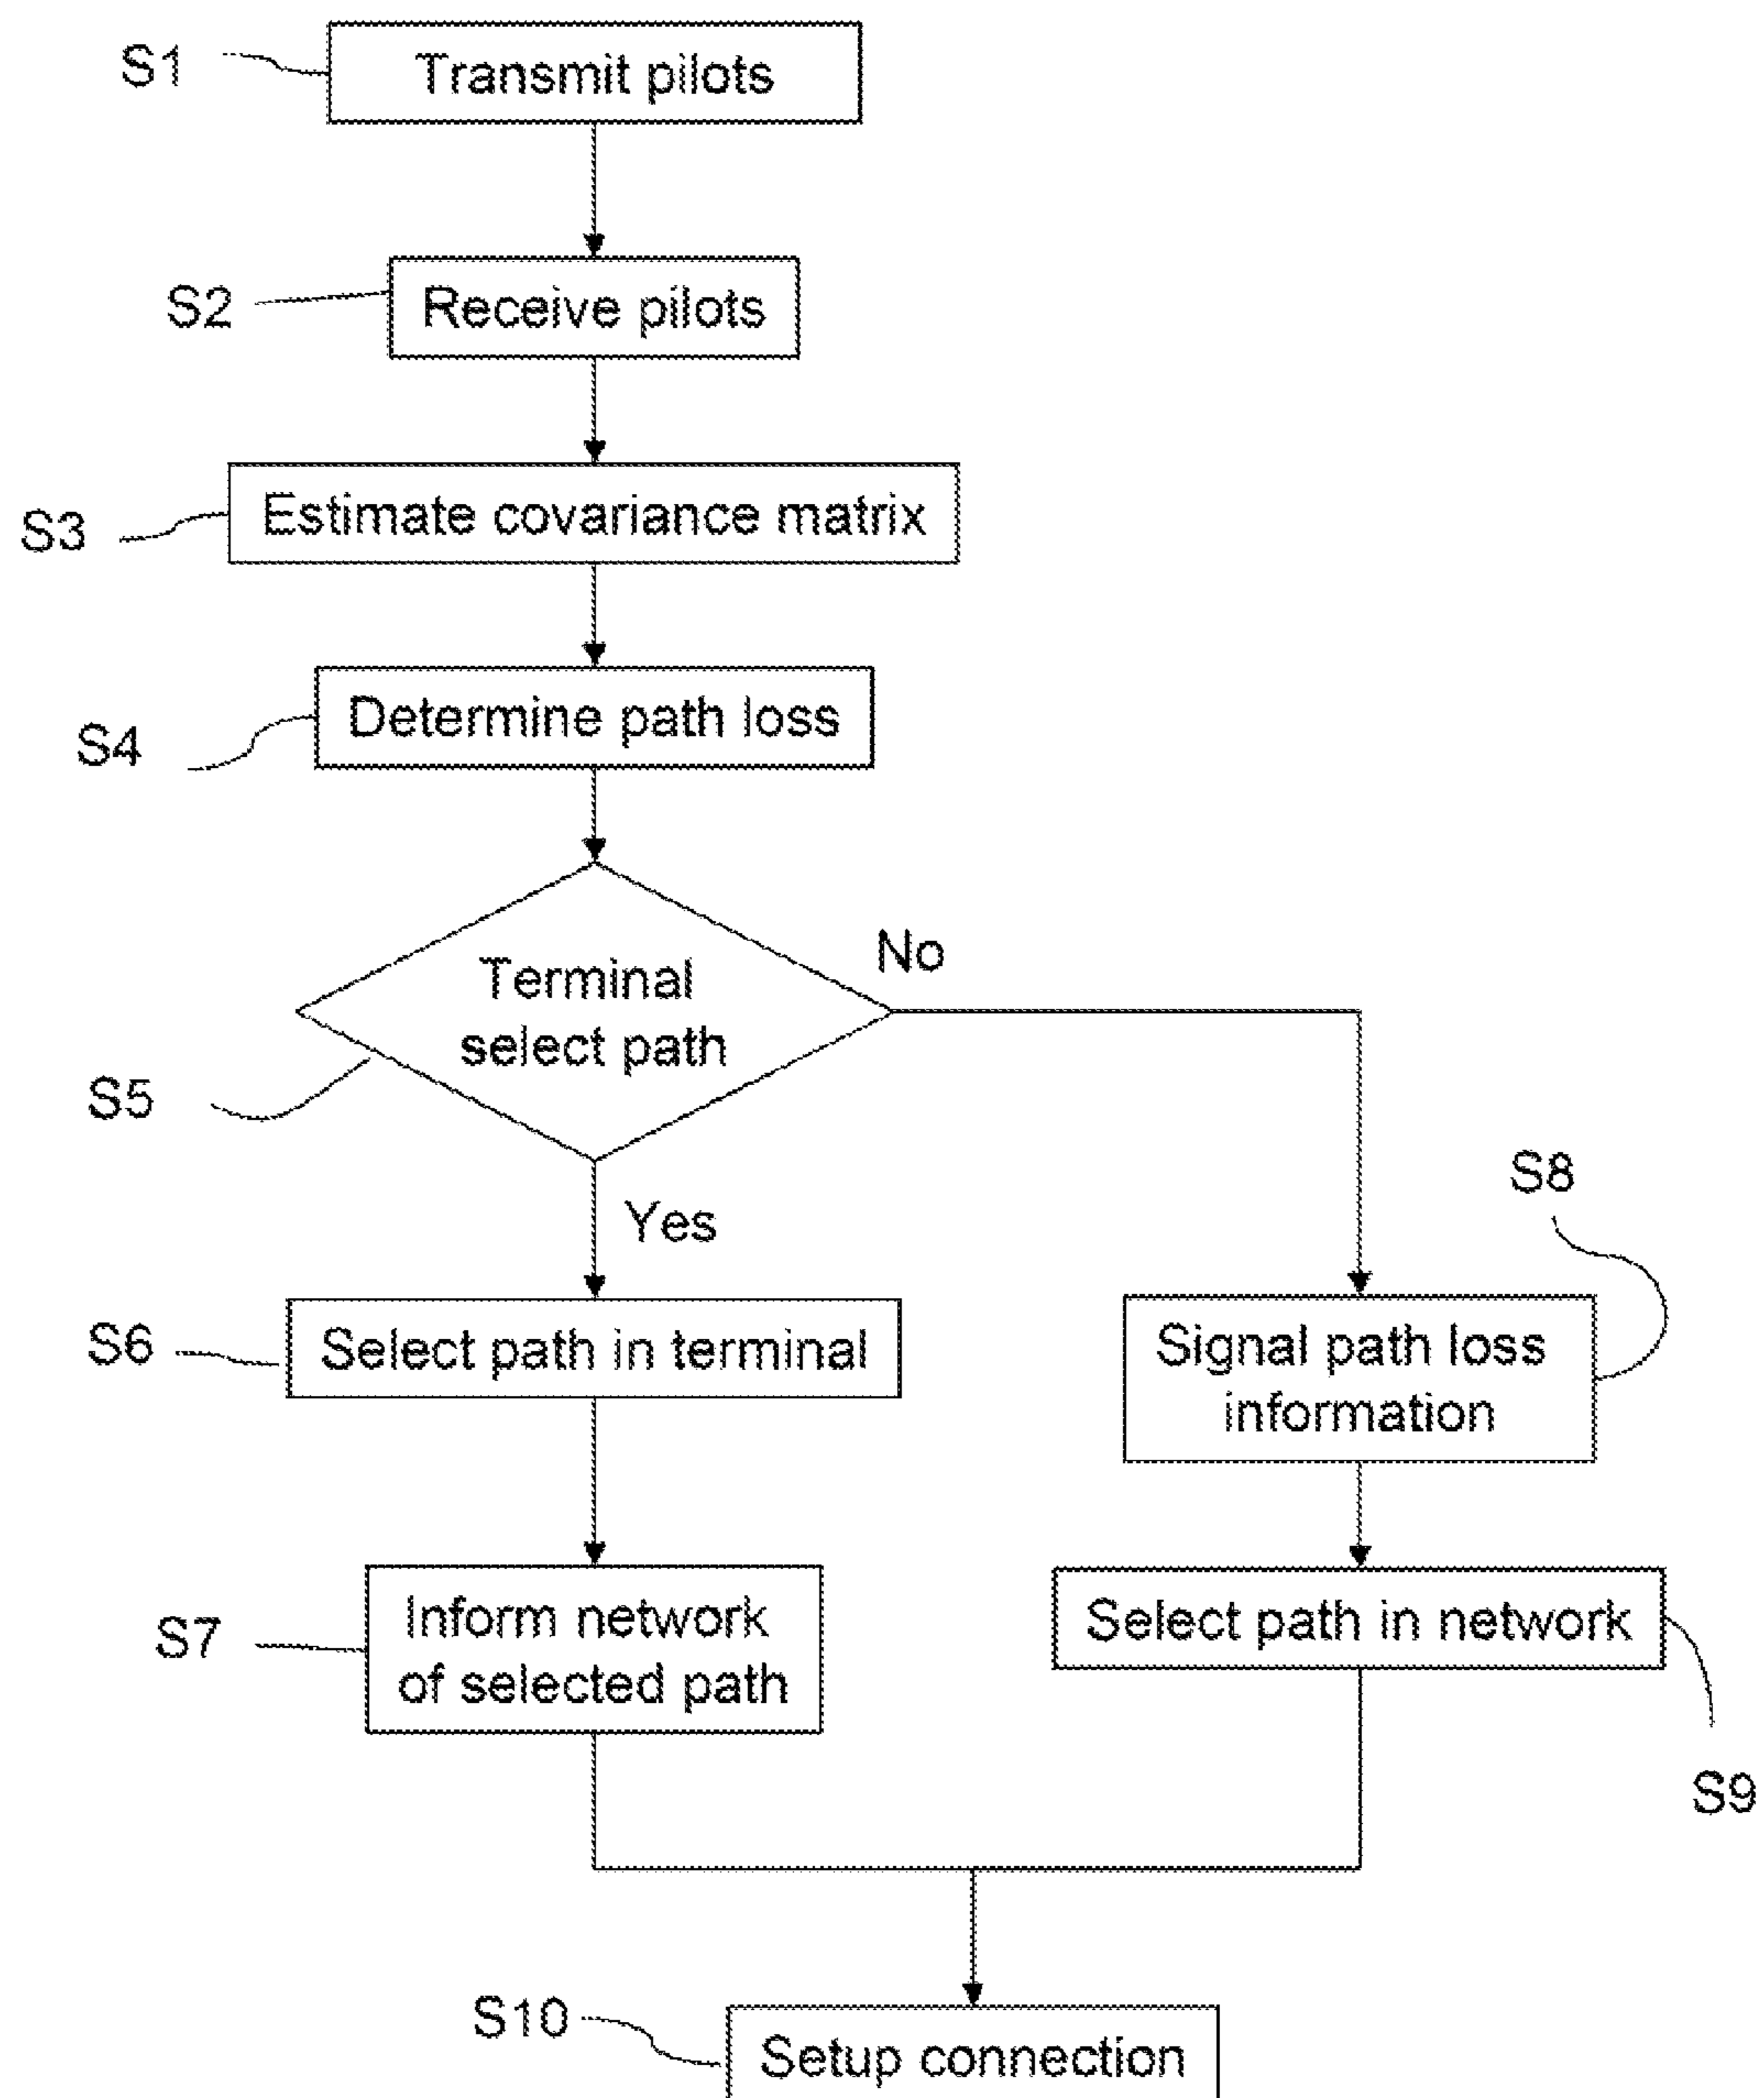 S1
Transmit pilots
S2
Receive pilots
S3
Estimate covariance matrix
S4
Determine path loss
No
Terminal
select path
S5
Yes
S8
S6
Select path in terminal
Signal path loss
information
S7
Inform network
of selected path
Select path in network
S9
S10
Setup connection